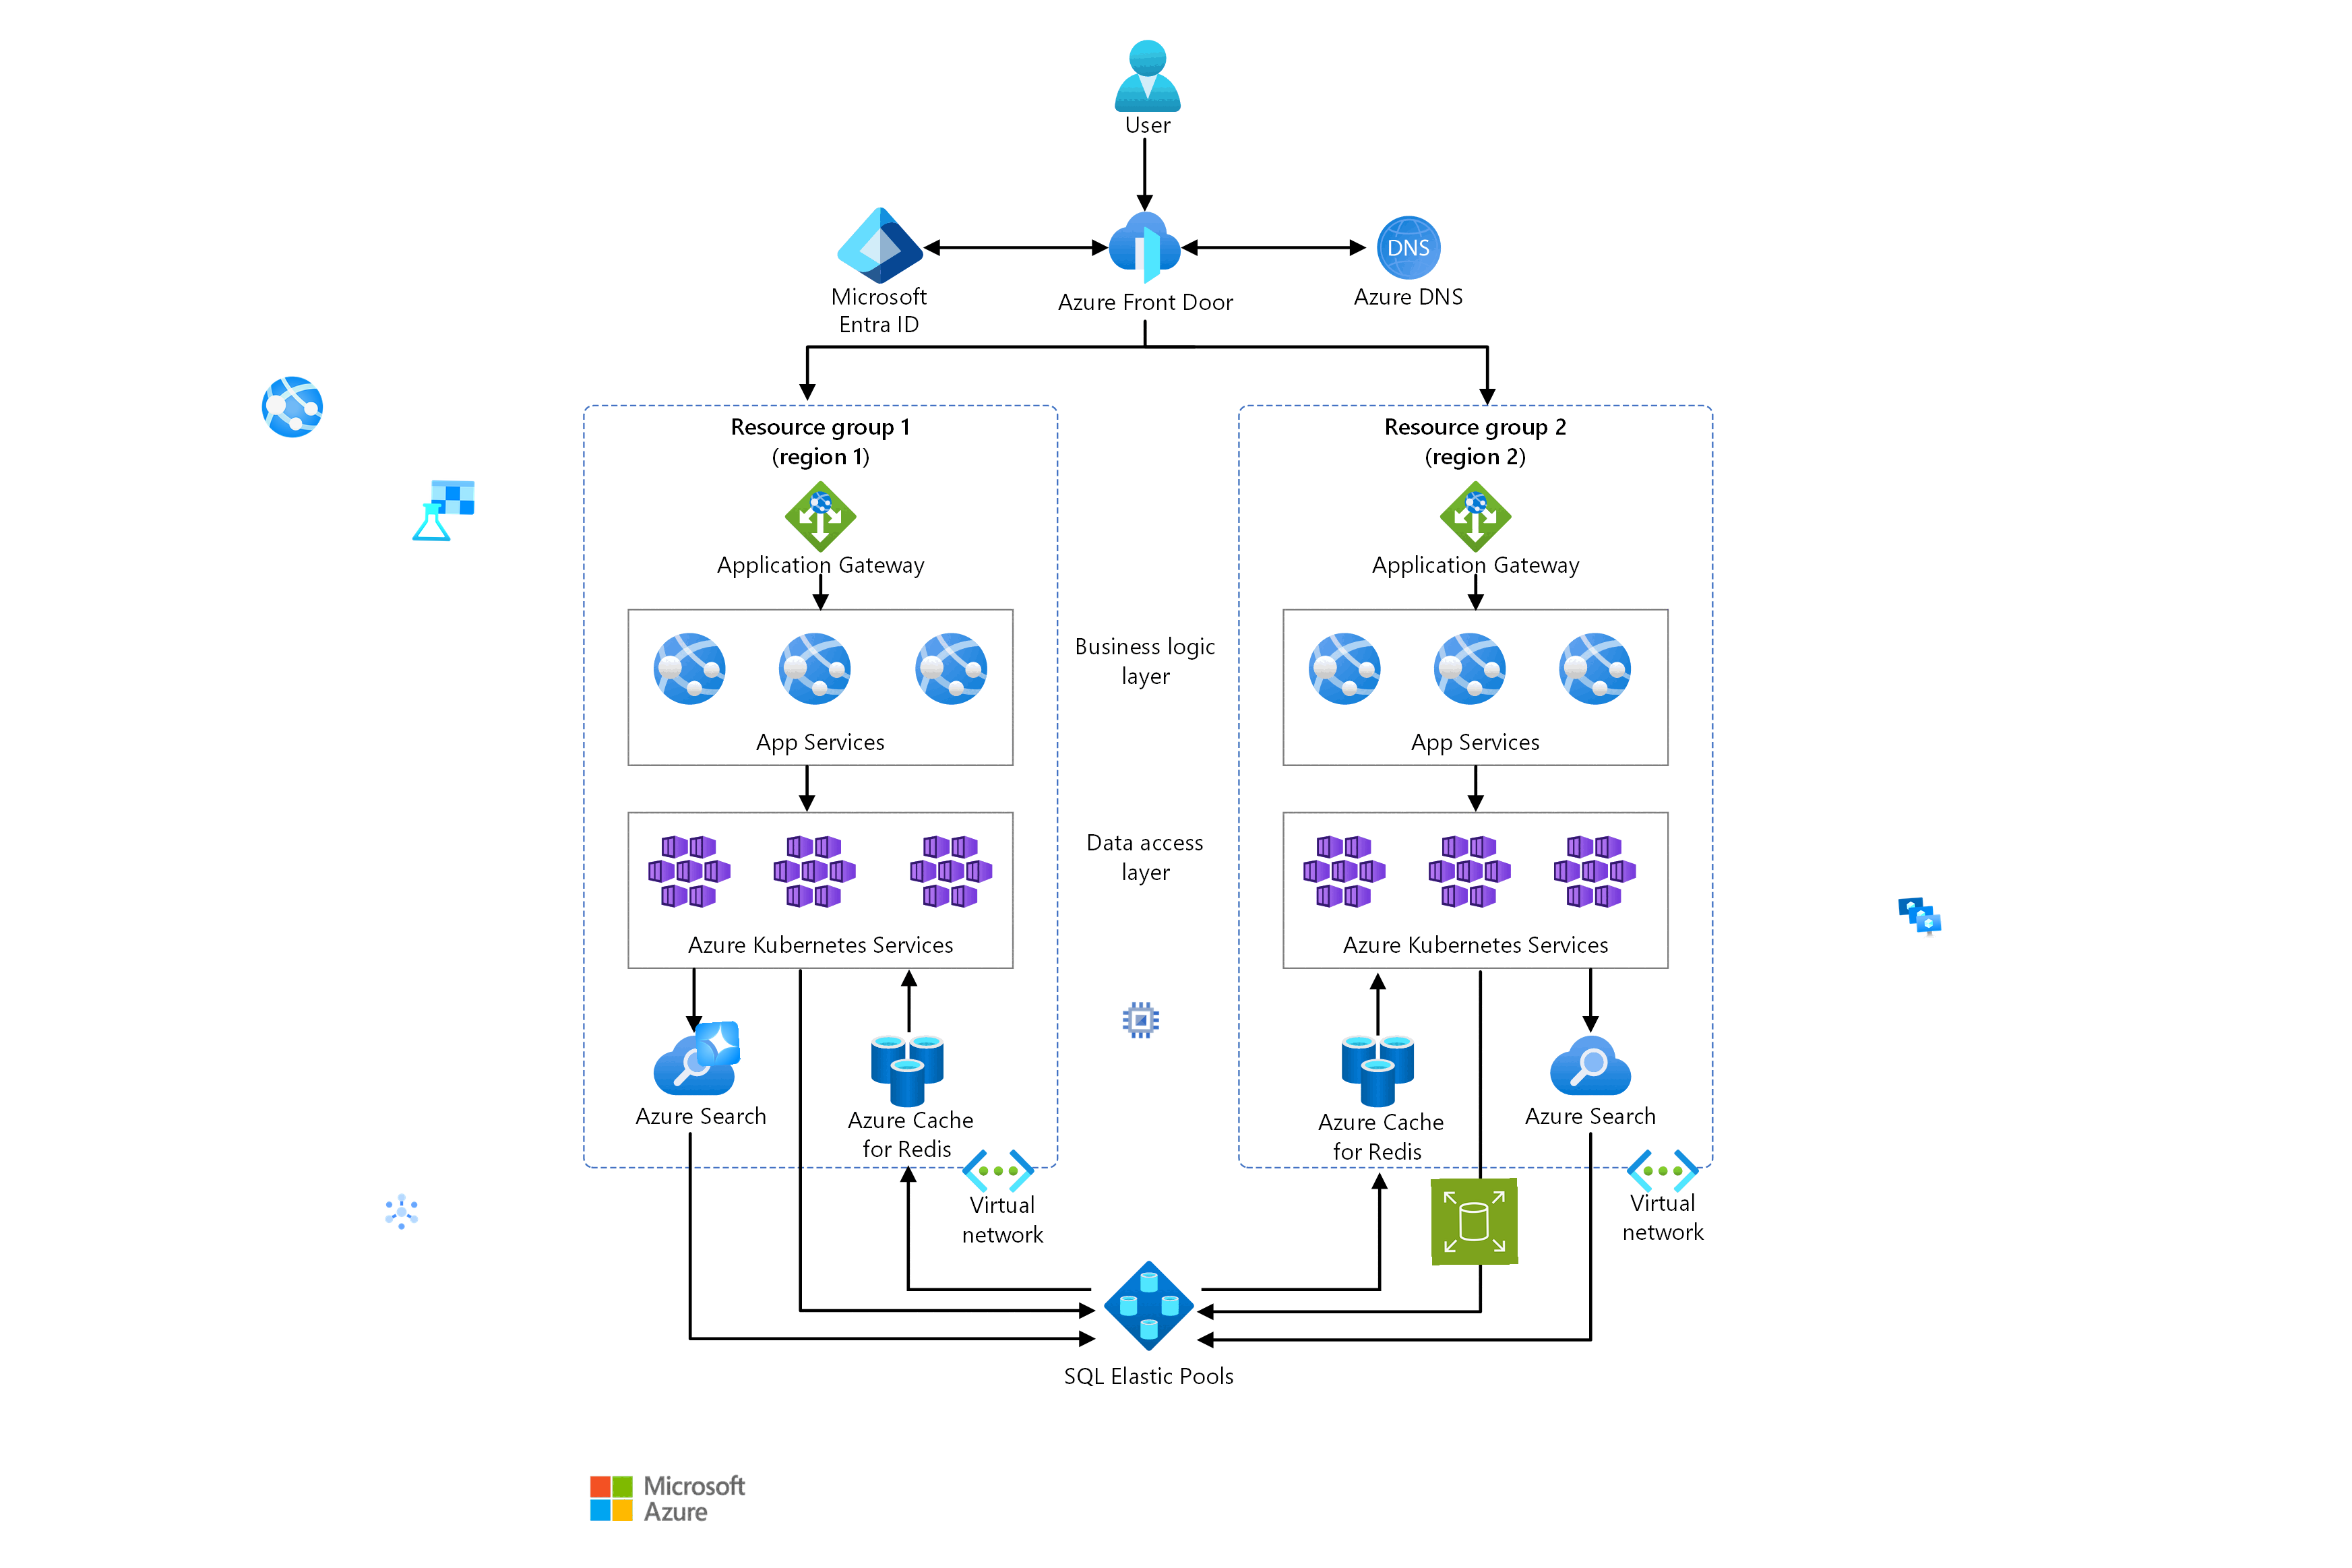 User
DNS
Microsoft
Entra ID
Azure Front Door
Azure DNS
Resource group 1
(region 1)
Resource group 2
(region 2)
Application Gateway
Application Gateway
Business logic
layer
App Services
App Services
Data access
layer
Azure Kubernetes Services
Azure Kubernetes Services
Azure Search
Azure Cache
for Redis
Azure Cache
for Redis
Azure Search
Virtual
network
Virtual
network
SQL Elastic Pools
Microsoft
Azure